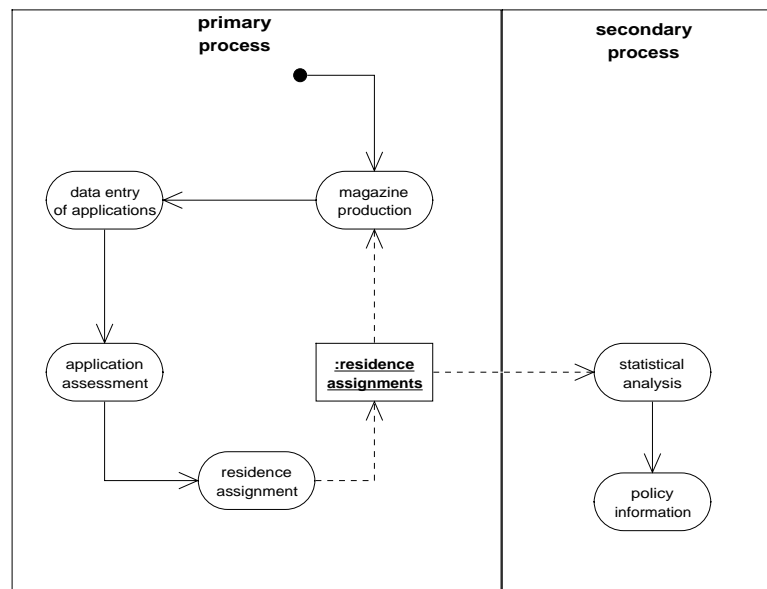 primary
process
secondary
process
data entry
of applications
magazine
production
application
assessment
:residence
assignments
statistical
analysis
residence
assignment
policy
information